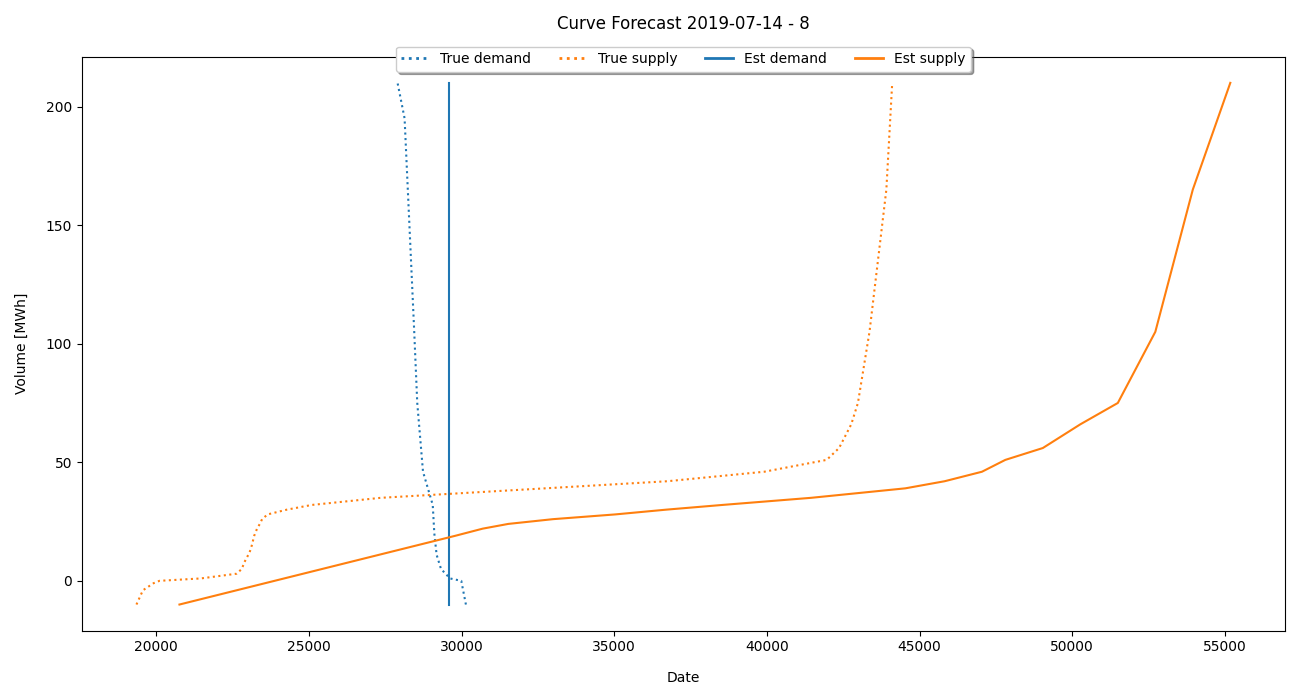 Curve Forecast 2019-07-14 - 8
True demand True supply Est demand Est supply
200
150
100
50
0
Volume [MWh]
20000 25000 30000 35000 40000 45000 50000 55000
Date